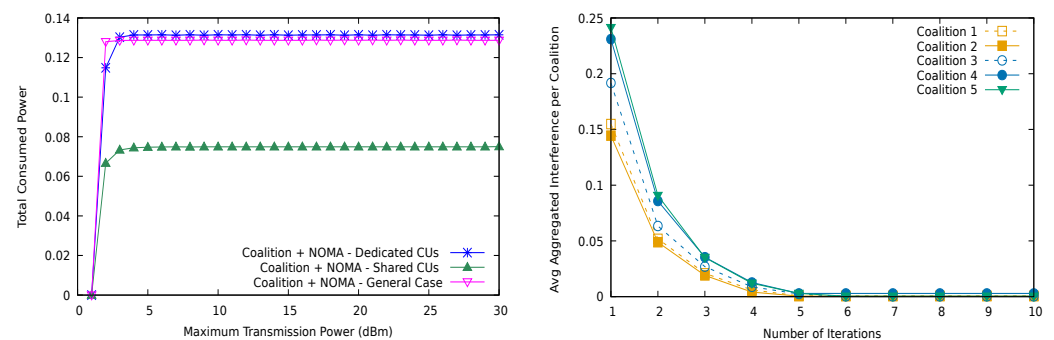 Total Consumed Power
0.14
0.12
0.1
0.08
0.06
0.04
0.02
0
Coalition + NOMA - Dedicated CUs
Coalition + NOMA - Shared CUs
Coalition + NOMA - General Case
0 5 10 15 20 25 30
Maximum Transmission Power (dBm)
Avg Aggregated Interference per Coalition
0.25
0.2
0.15
0.1
0.05
0
Coalition 1
Coalition 2
Coalition 3
Coalition 4
Coalition 5
1 2 3 4 5 6 7 8 9 10
Number of Iterations